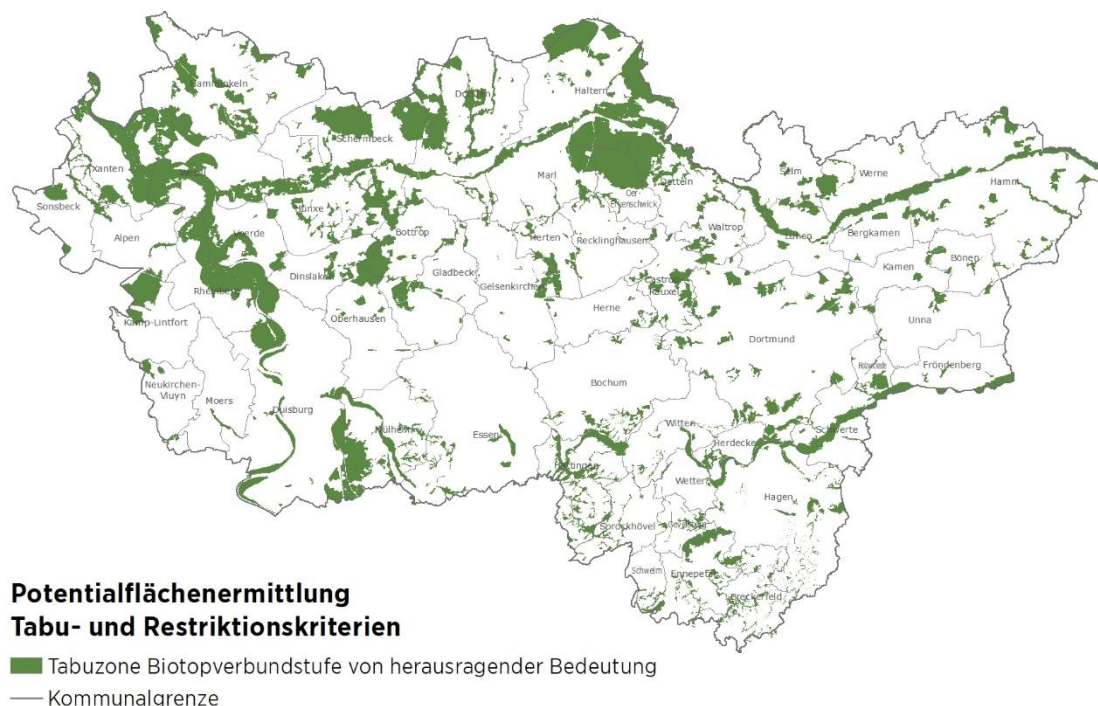 Hamminkeln
Dorsten
Haltern
Schermbeck
Xanten
Wesel
Marl
Datteln
Selm
Werne
Hamm
Sonsbeck
Oer-
Erkenschwick
Hünxe
Alpen
Voerde
Bottrop
Herten
Recklinghausen
Waltrop
Lünen
Bergkamen
Dinslaken
Gladbeck
Gelsenkirchen
Castrop-
Rauxel
Kamen
Bönen
Rheinberg
Kamp-Lintfort
Oberhausen
Herne
Unna
Dortmund
Holzwickede
Fröndenberg
Neukirchen-
Vluyn
Moers
Bochum
Duisburg
Mülheim
Essen
Witten
Herdecke
Schwerte
Hattingen
Wetter
Hagen
Sprockhövel
Gevelsberg
Schwelm
Ennepetal
Breckerfeld
Potentialflächenermittlung
Tabu- und Restriktionskriterien
Tabuzone Biotopverbundstufe von herausragender Bedeutung
Kommunalgrenze